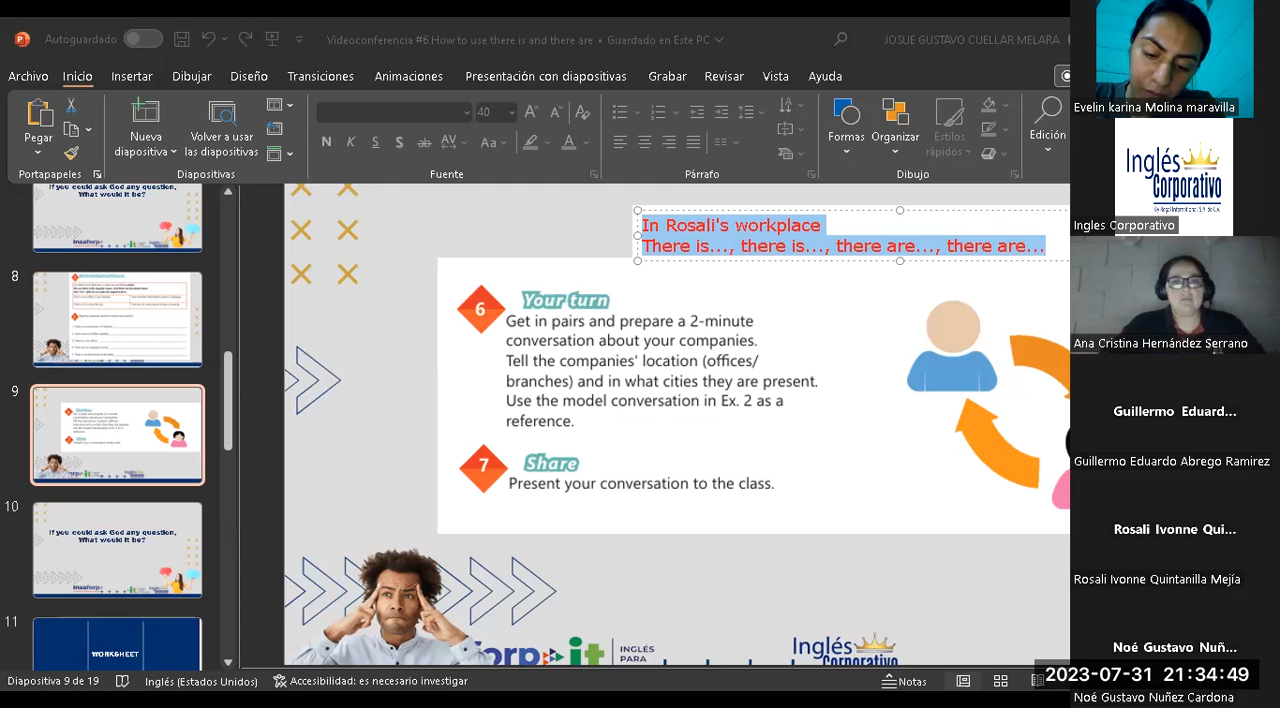 Autoguardado
Videoconferencia #6 How to use there is and there are • Guardado en Este PC
JOSUE GUSTAVO CUELLAR MELARA
Archivo Inicio Insertar Dibujar Diseño Transiciones Animaciones Presentación con diapositivas Grabar Revisar Vista Ayuda
Pegar
Nueva diapositiva
Volver a usar las diapositivas
40
N K S S ab AV Aa A
Formas
Organizar
Estilos rápidos
Edición
Portapapeles Diapositivas Fuente Párrafo Dibujo
If you could ask God any question,
What would it be?
Insaforp
8
9
Your turn
Share
10
If you could ask God any question,
What would it be?
Insaforp
11
WORKSHEET
In Rosali's workplace
There is..., there is..., there are..., there are...
6 Your turn
Get in pairs and prepare a 2-minute
conversation about your companies.
Tell the companies' location (offices/
branches) and in what cities they are present.
Use the model conversation in Ex. 2 as a
reference.
7 Share
Present your conversation to the class.
INGLÉS
PARA
Inglés
Corporativo
Diapositiva 9 de 19
Inglés (Estados Unidos)
Accesibilidad: es necesario investigar
Notas
Evelin karina Molina maravilla
Inglés
Corporativo
Ingles Corporativo
Ana Cristina Hernández Serrano
Guillermo Eduard...
Guillermo Eduardo Abrego Ramirez
Rosali Ivonne Qui...
Rosali Ivonne Quintanilla Mejía
Noé Gustavo Nuñ...
2023-07-31 21:34:49
Noé Gustavo Nuñez Cardona